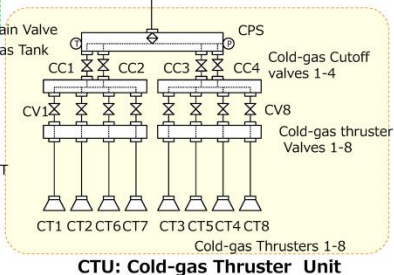 ain Valve
CPS
as Tank
T
P
CC1
CC2
CC3
CC4
Cold-gas Cutoff
valves 1-4
CV1
CV8
Cold-gas thruster
Valves 1-8
T
CT1 CT2 CT6 CT7 CT3 CT5 CT4 CT8
Cold-gas Thrusters 1-8
CTU: Cold-gas Thruster Unit